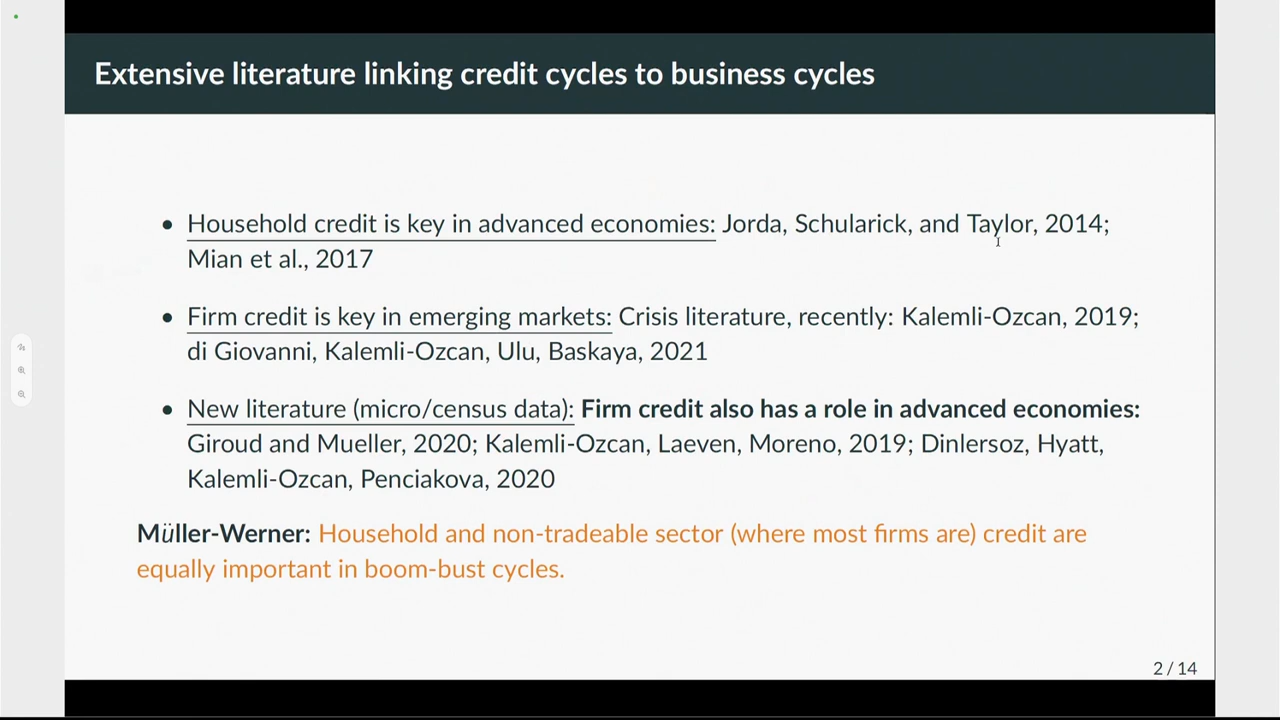 Extensive literature linking credit cycles to business cycles
• Household credit is key in advanced economies: Jorda, Schularick, and Taylor, 2014;
Mian et al., 2017
• Firm credit is key in emerging markets: Crisis literature, recently: Kalemli-Ozcan, 2019;
di Giovanni, Kalemli-Ozcan, Ulu, Baskaya, 2021
• New literature (micro/census data): Firm credit also has a role in advanced economies:
Giroud and Mueller, 2020; Kalemli-Ozcan, Laeven, Moreno, 2019; Dinlersoz, Hyatt,
Kalemli-Ozcan, Penciakova, 2020
Müller-Werner: Household and non-tradeable sector (where most firms are) credit are
equally important in boom-bust cycles.
2 / 14